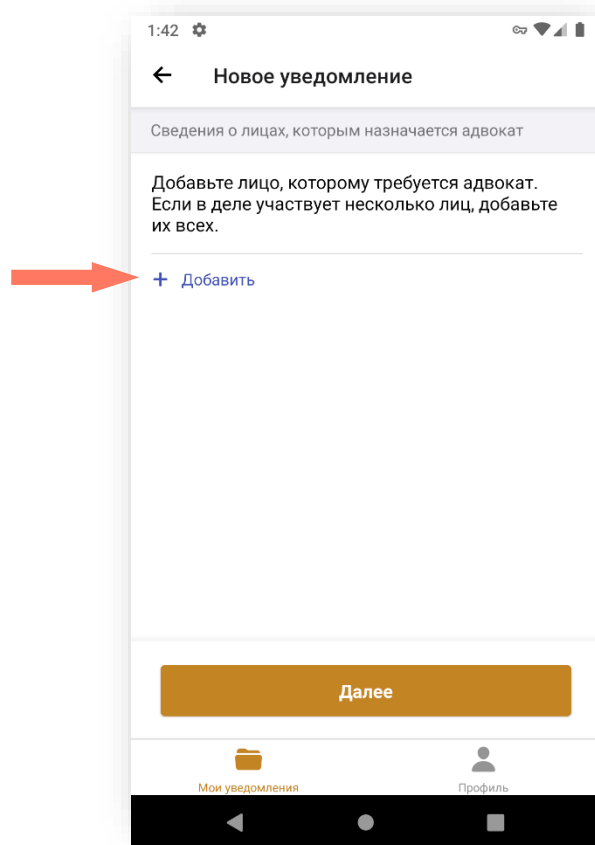 1:42
Новое уведомление
Сведения о лицах, которым назначается адвокат
Добавьте лицо, которому требуется адвокат.
Если в деле участвует несколько лиц, добавьте
их всех.
+ Добавить
Далее
Мои уведомления
Профиль